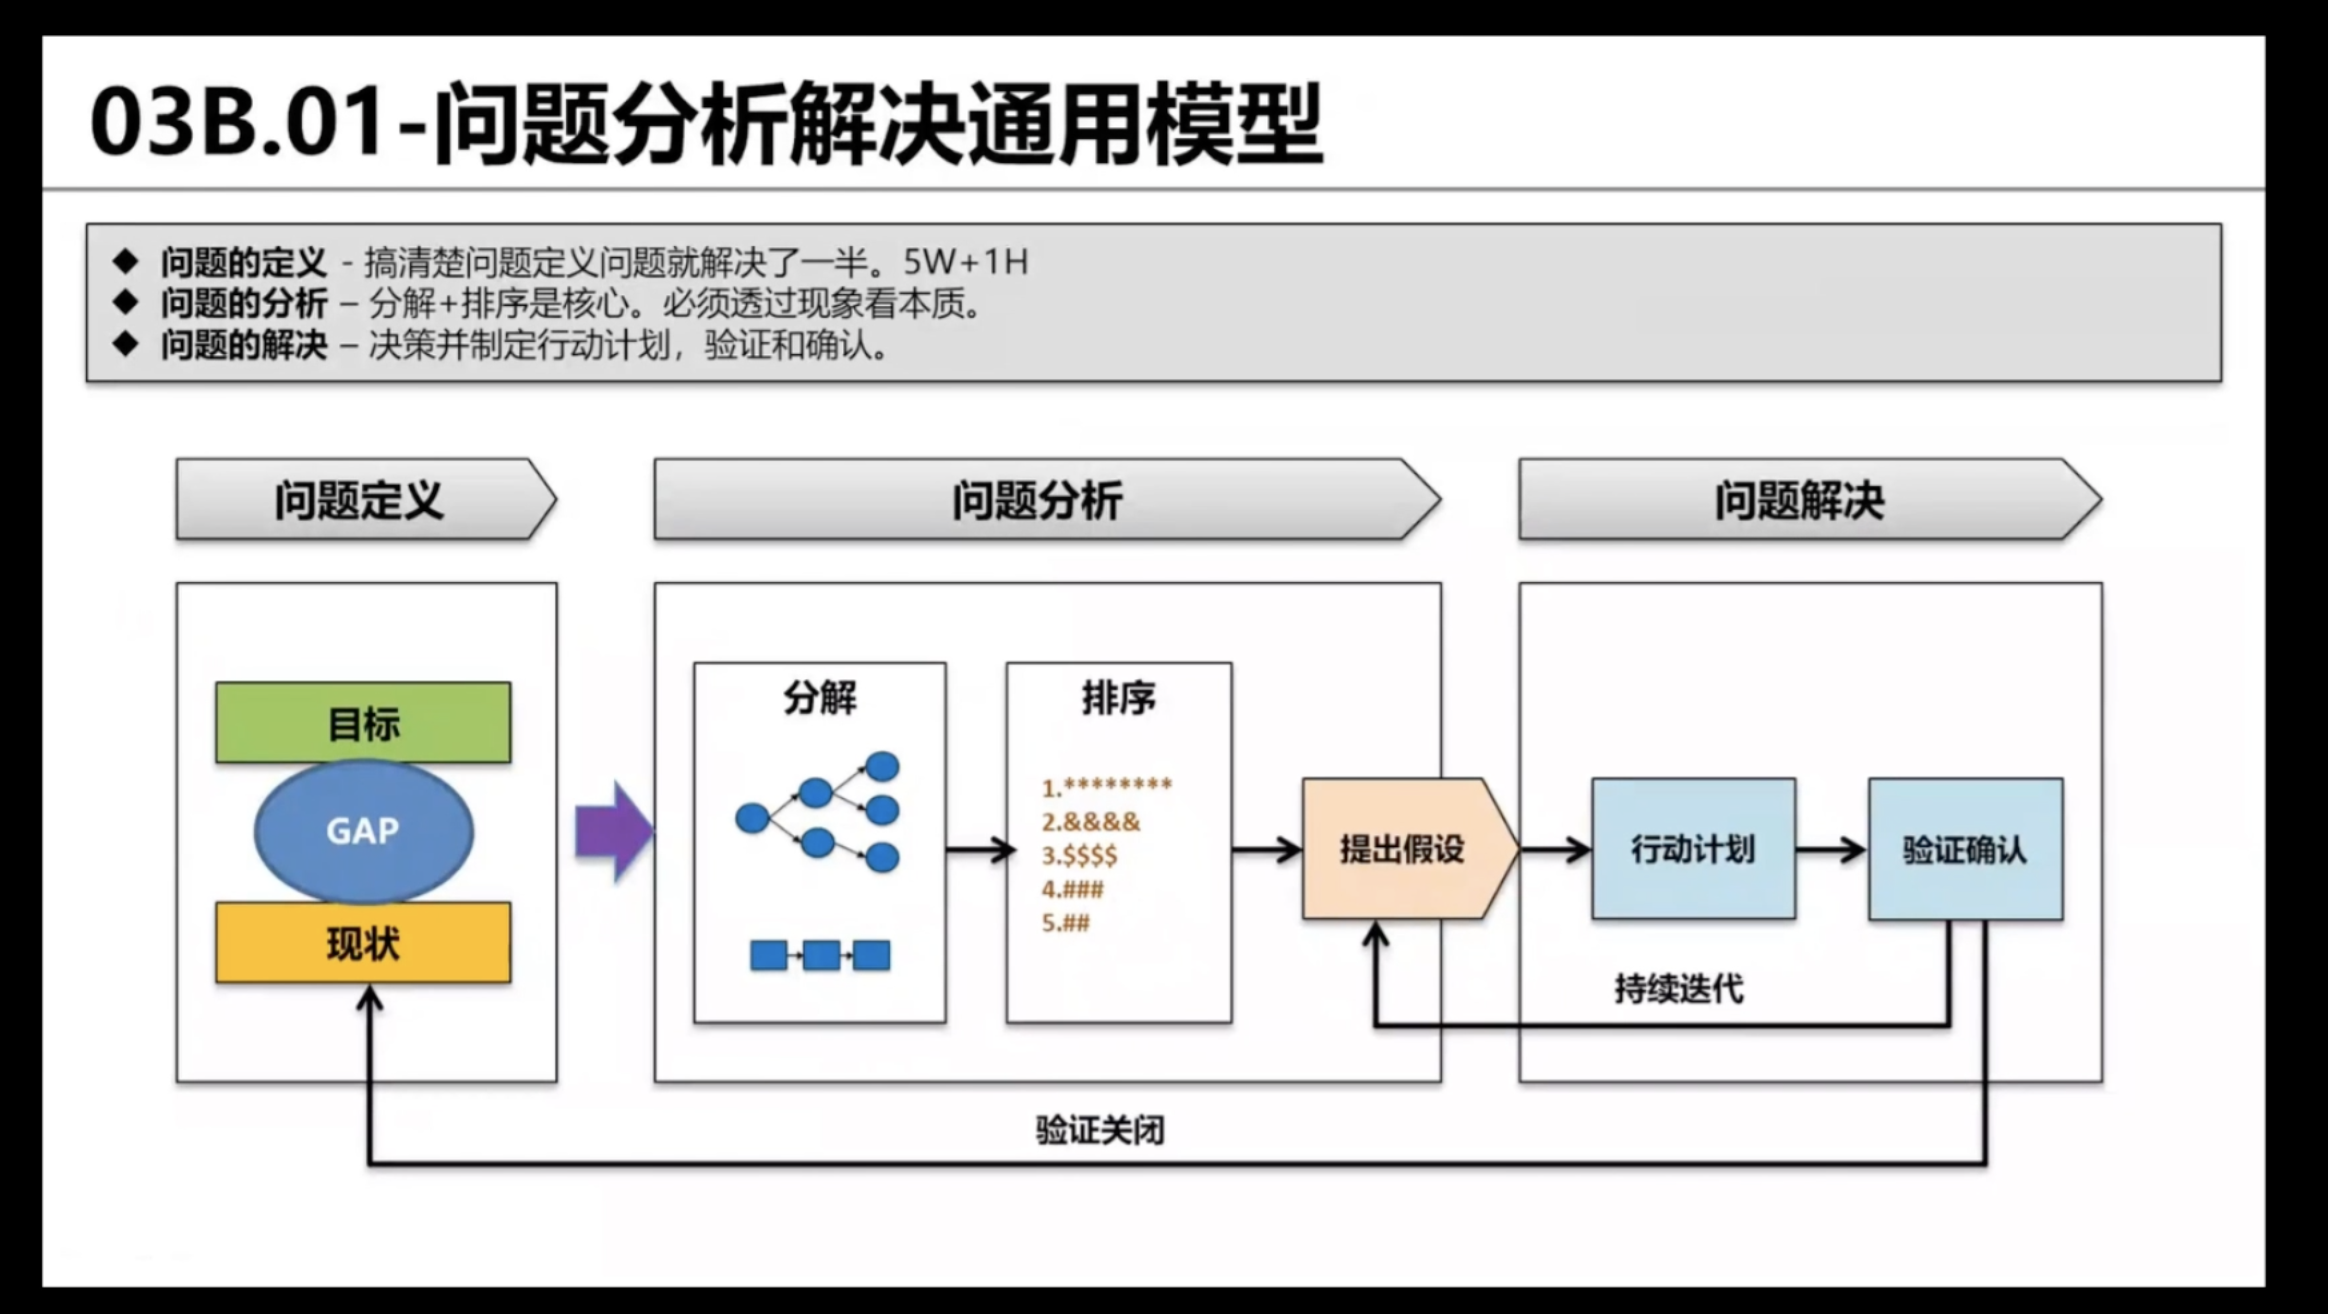 03B.01-问题分析解决通用模型
◆ 问题的定义 - 搞清楚问题定义问题就解决了一半。5W+1H
◆ 问题的分析 – 分解+排序是核心。必须透过现象看本质。
◆ 问题的解决 – 决策并制定行动计划，验证和确认。
问题定义
问题分析
问题解决
目标
GAP
现状
分解
排序
1.********
2.&&&&
3.$$$$
4.###
5.##
提出假设
行动计划
验证确认
持续迭代
验证关闭